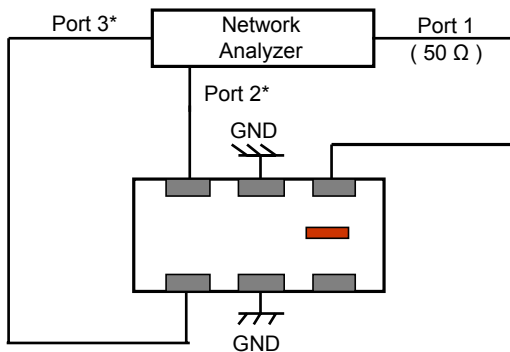 Port 3*
Network
Analyzer
Port 1
( 50 Ω )
Port 2*
GND
GND